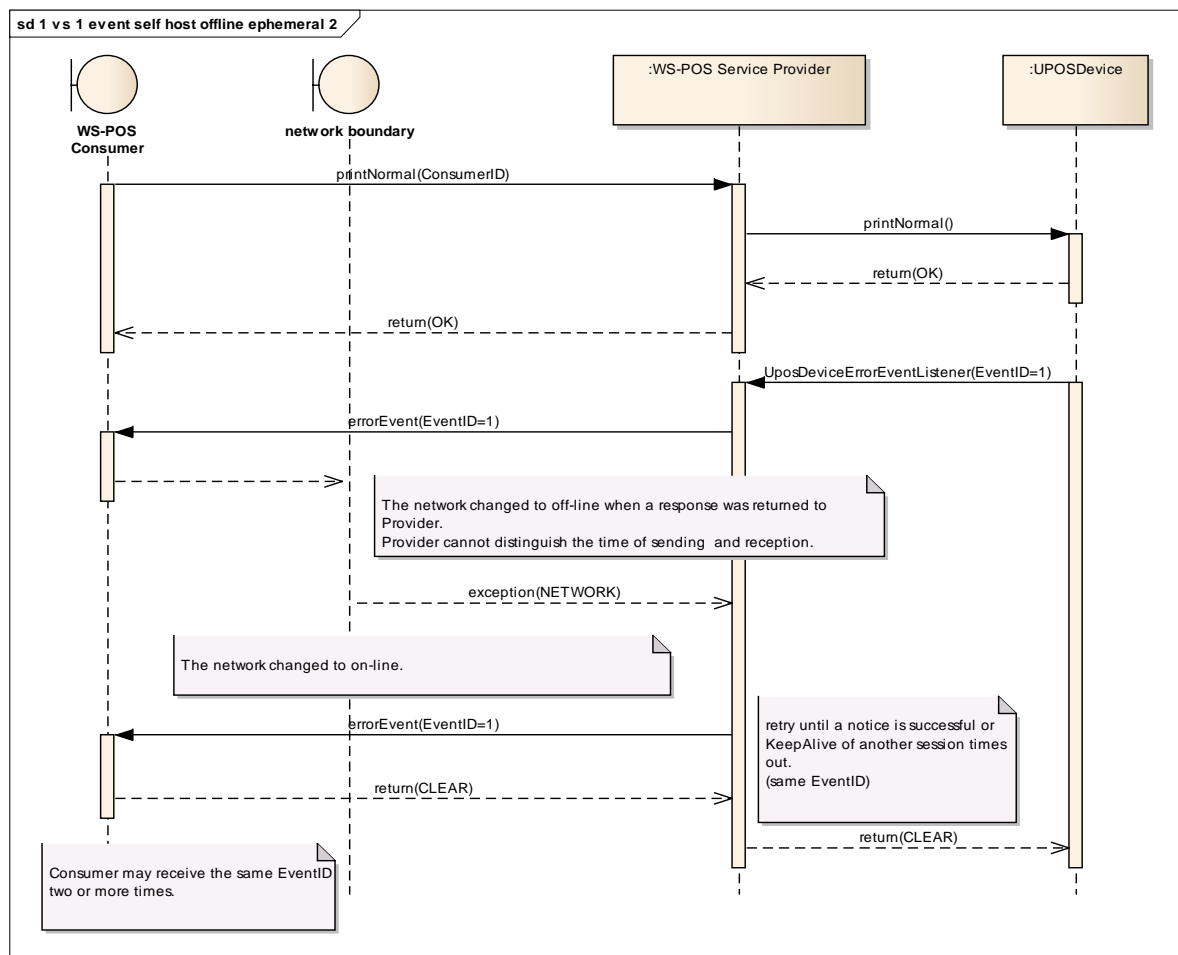 sd 1 vs 1 event self host offline ephemeral 2
:WS-POS Service Provider
:UPOSDevice
WS-POS
Consumer
network boundary
printNormal(ConsumerID)
printNormal()
return(OK)
return(OK)
UposDeviceErrorEventListener(EventID=1)
errorEvent(EventID=1)
The network changed to off-line when a response was returned to
Provider.
Provider cannot distinguish the time of sending and reception.
exception(NETWORK)
The network changed to on-line.
errorEvent(EventID=1)
retry until a notice is successful or
KeepAlive of another session times
out.
(same EventID)
return(CLEAR)
return(CLEAR)
Consumer may receive the same EventID
two or more times.